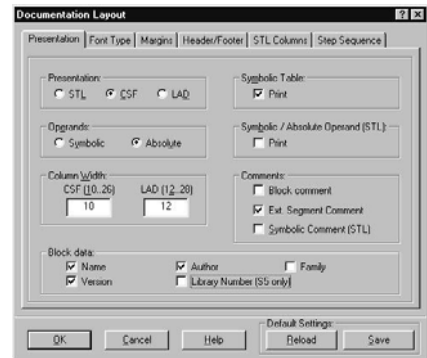 Documentation Layout
Presentation Font Type Margins Header/Footer STL Columns Step Sequence
Presentation:
STL CSF LAD
Symbolic Table:
Print
Operands:
Symbolic Absolute
Symbolic / Absolute Operand (STL):
Print
Column Width:
CSF (10..26) LAD (12..28)
10 12
Comments:
Block comment
Ext. Segment Comment
Symbolic Comment (STL)
Block data:
Name Author Family
Version Library Number (S5 only)
Default Settings:
OK Cancel Help Reload Save